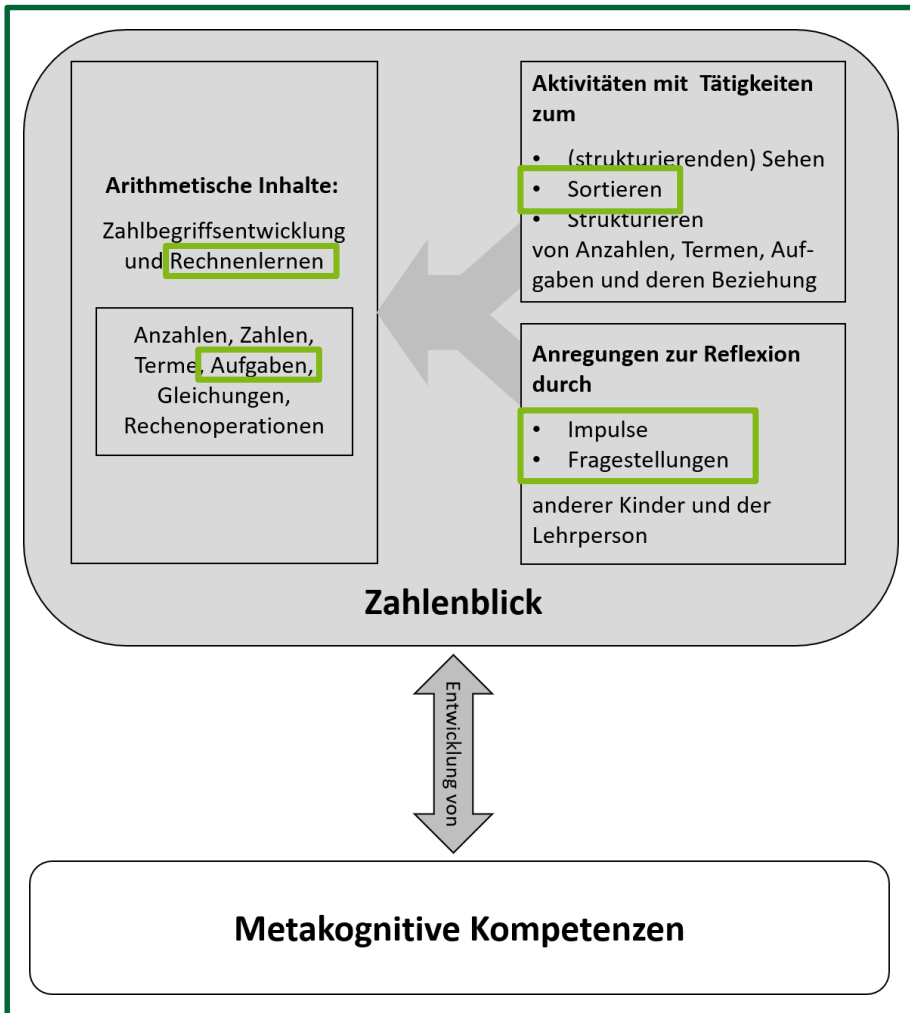 Arithmetische Inhalte:
Zahlbegriffsentwicklung
und Rechnenlernen
Anzahlen, Zahlen,
Terme, Aufgaben,
Gleichungen,
Rechenoperationen
Aktivitäten mit Tätigkeiten
zum
• (strukturierenden) Sehen
• Sortieren
• Strukturieren
von Anzahlen, Termen, Auf-
gaben und deren Beziehung
Anregungen zur Reflexion
durch
• Impulse
• Fragestellungen
anderer Kinder und der
Lehrperson
Zahlenblick
Entwicklung von
Metakognitive Kompetenzen